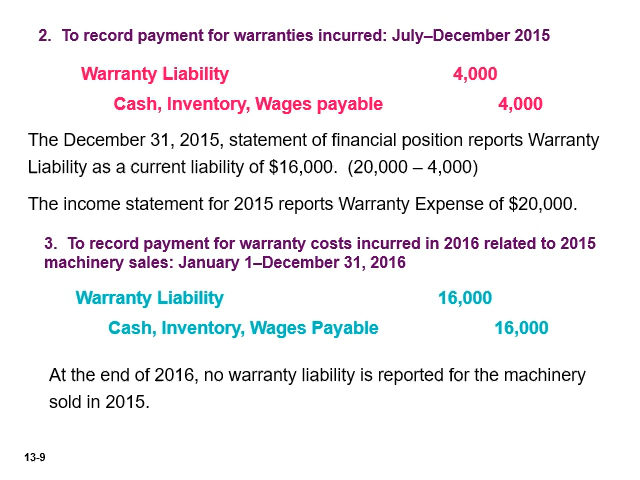 2. To record payment for warranties incurred: July–December 2015
Warranty Liability 4,000
Cash, Inventory, Wages payable 4,000
The December 31, 2015, statement of financial position reports Warranty
Liability as a current liability of $16,000. (20,000 – 4,000)
The income statement for 2015 reports Warranty Expense of $20,000.
3. To record payment for warranty costs incurred in 2016 related to 2015
machinery sales: January 1–December 31, 2016
Warranty Liability 16,000
Cash, Inventory, Wages Payable 16,000
At the end of 2016, no warranty liability is reported for the machinery
sold in 2015.
13-9